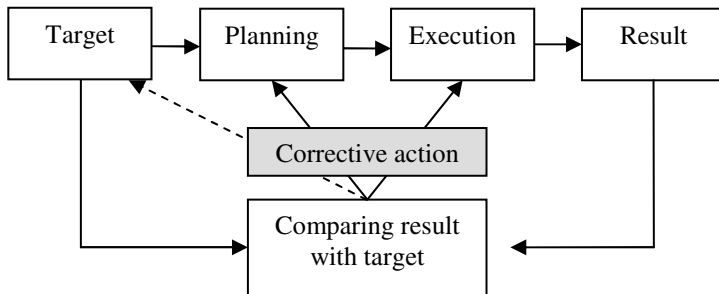 Target
Planning
Execution
Result
Corrective action
Comparing result
with target